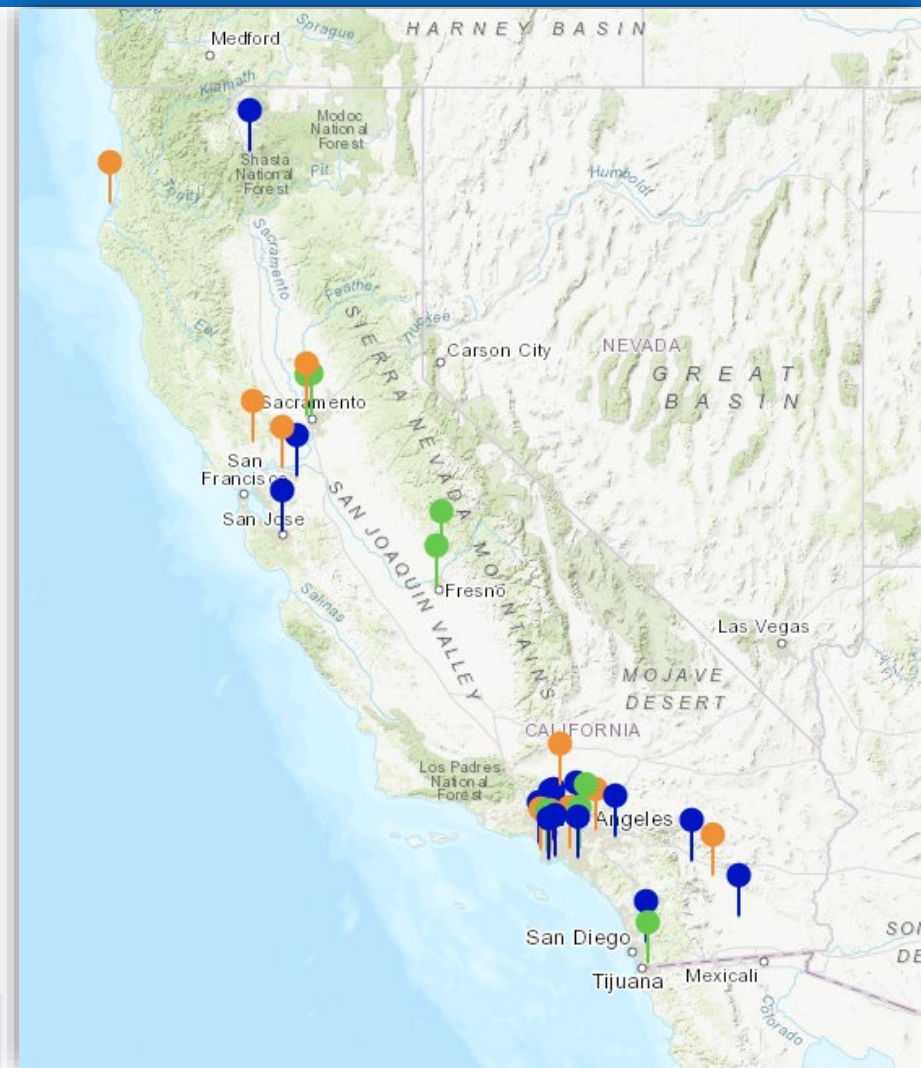 Medford
Sprague
HARNEY BASIN
Klamath
Modoc
National
Forest
Shasta
National
Forest
Pit
Trinity
Humboldt
Sacramento
Feather
Truckee
Eel
SIERRA NEVADA MOUNTAINS
Carson City
NEVADA
GREAT
BASIN
Sacramento
San
Francisco
San Jose
SAN JOAQUIN VALLEY
Salinas
Fresno
Las Vegas
MOJAVE
DESERT
CALIFORNIA
Los Padres
National
Forest
Angeles
San Diego
Tijuana
Mexicali
Colorado